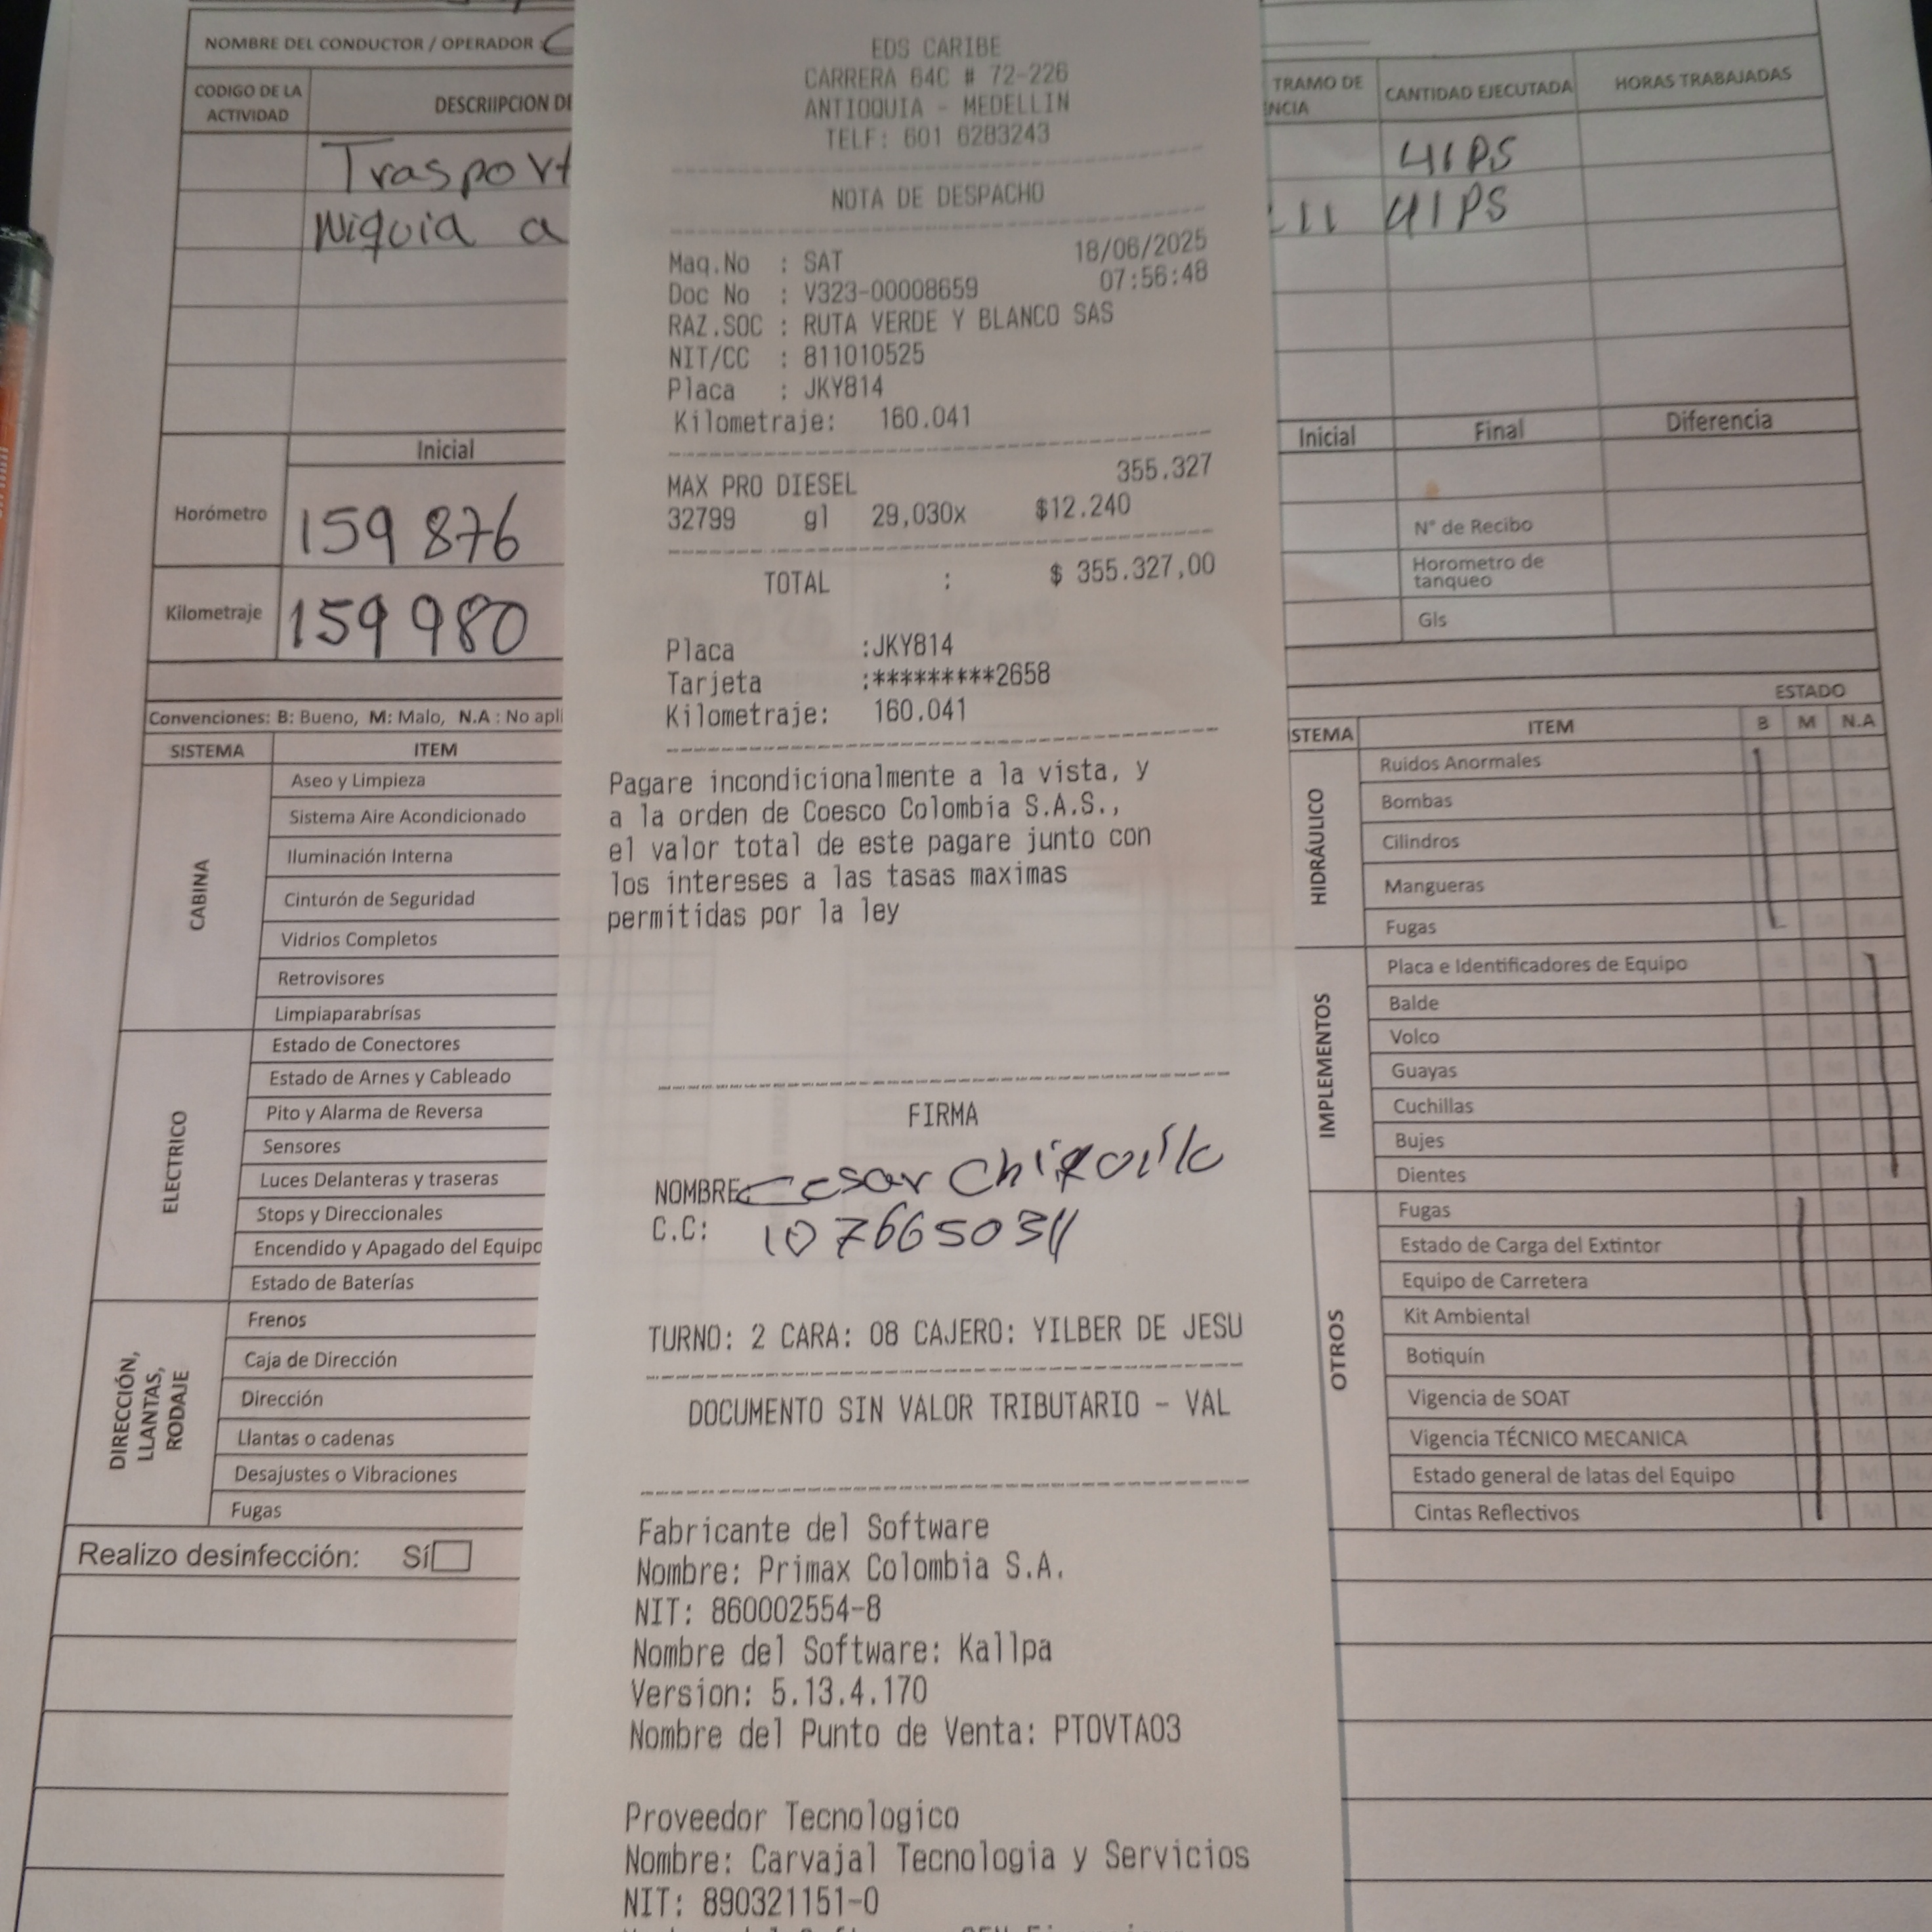 NOMBRE DEL CONDUCTOR / OPERADOR
CODIGO DE LA ACTIVIDAD
DESCRIIPCION
Trasport
Niquia a
Inicial
Horómetro
159 876
Kilometraje
159 980
Convenciones: B: Bueno, M: Malo, N.A : No apli
SISTEMA ITEM
CABINA
Aseo y Limpieza
Sistema Aire Acondicionado
Iluminación Interna
Cinturón de Seguridad
Vidrios Completos
Retrovisores
Limpiaparabrísas
ELECTRICO
Estado de Conectores
Estado de Arnes y Cableado
Pito y Alarma de Reversa
Sensores
Luces Delanteras y traseras
Stops y Direccionales
Encendido y Apagado del Equipo
Estado de Baterías
DIRECCIÓN,
LLANTAS,
RODAJE
Frenos
Caja de Dirección
Dirección
Llantas o cadenas
Desajustes o Vibraciones
Fugas
Realizo desinfección: Sí
EDS CARIBE
CARRERA 64C # 72-226
ANTIOQUIA - MEDELLIN
TELF: 601 6283243
NOTA DE DESPACHO
Maq.No : SAT 18/06/2025
Doc No : V323-00008659 07:56:48
RAZ.SOC : RUTA VERDE Y BLANCO SAS
NIT/CC : 811010525
Placa : JKY814
Kilometraje: 160.041
MAX PRO DIESEL 355.327
32799 gl 29,030x $12.240
TOTAL : $ 355.327,00
Placa :JKY814
Tarjeta :*********2658
Kilometraje: 160.041
Pagare incondicionalmente a la vista, y
a la orden de Coesco Colombia S.A.S.,
el valor total de este pagare junto con
los intereses a las tasas maximas
permitidas por la ley
FIRMA
NOMBRE: Cesar Chiquillo
C.C: 1076650311
TURNO: 2 CARA: 08 CAJERO: YILBER DE JESU
DOCUMENTO SIN VALOR TRIBUTARIO - VAL
Fabricante del Software
Nombre: Primax Colombia S.A.
NIT: 860002554-8
Nombre del Software: Kallpa
Version: 5.13.4.170
Nombre del Punto de Venta: PTOVTA03
Proveedor Tecnologico
Nombre: Carvajal Tecnologia y Servicios
NIT: 890321151-0
TRAMO DE
NCIA
CANTIDAD EJECUTADA
HORAS TRABAJADAS
41PS
41PS
Inicial Final Diferencia
N° de Recibo
Horometro de
tanqueo
Gls
ESTADO
STEMA ITEM B M N.A
HIDRÁULICO
Ruidos Anormales
Bombas
Cilindros
Mangueras
Fugas
IMPLEMENTOS
Placa e Identificadores de Equipo
Balde
Volco
Guayas
Cuchillas
Bujes
Dientes
OTROS
Fugas
Estado de Carga del Extintor
Equipo de Carretera
Kit Ambiental
Botiquín
Vigencia de SOAT
Vigencia TÉCNICO MECANICA
Estado general de latas del Equipo
Cintas Reflectivos